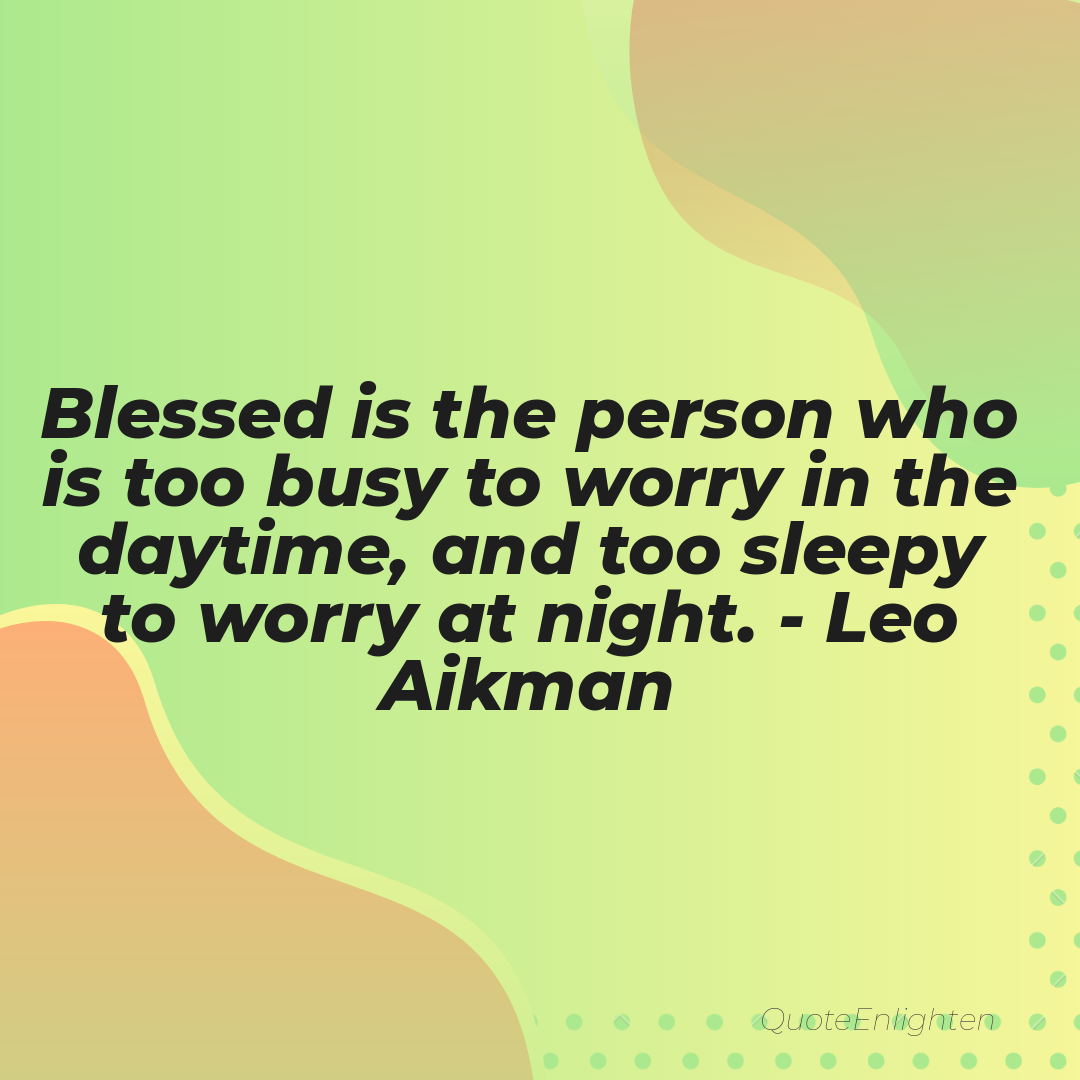 Blessed is the person who
is too busy to worry in the
daytime, and too sleepy
to worry at night. - Leo
Aikman
QuoteEnlighten